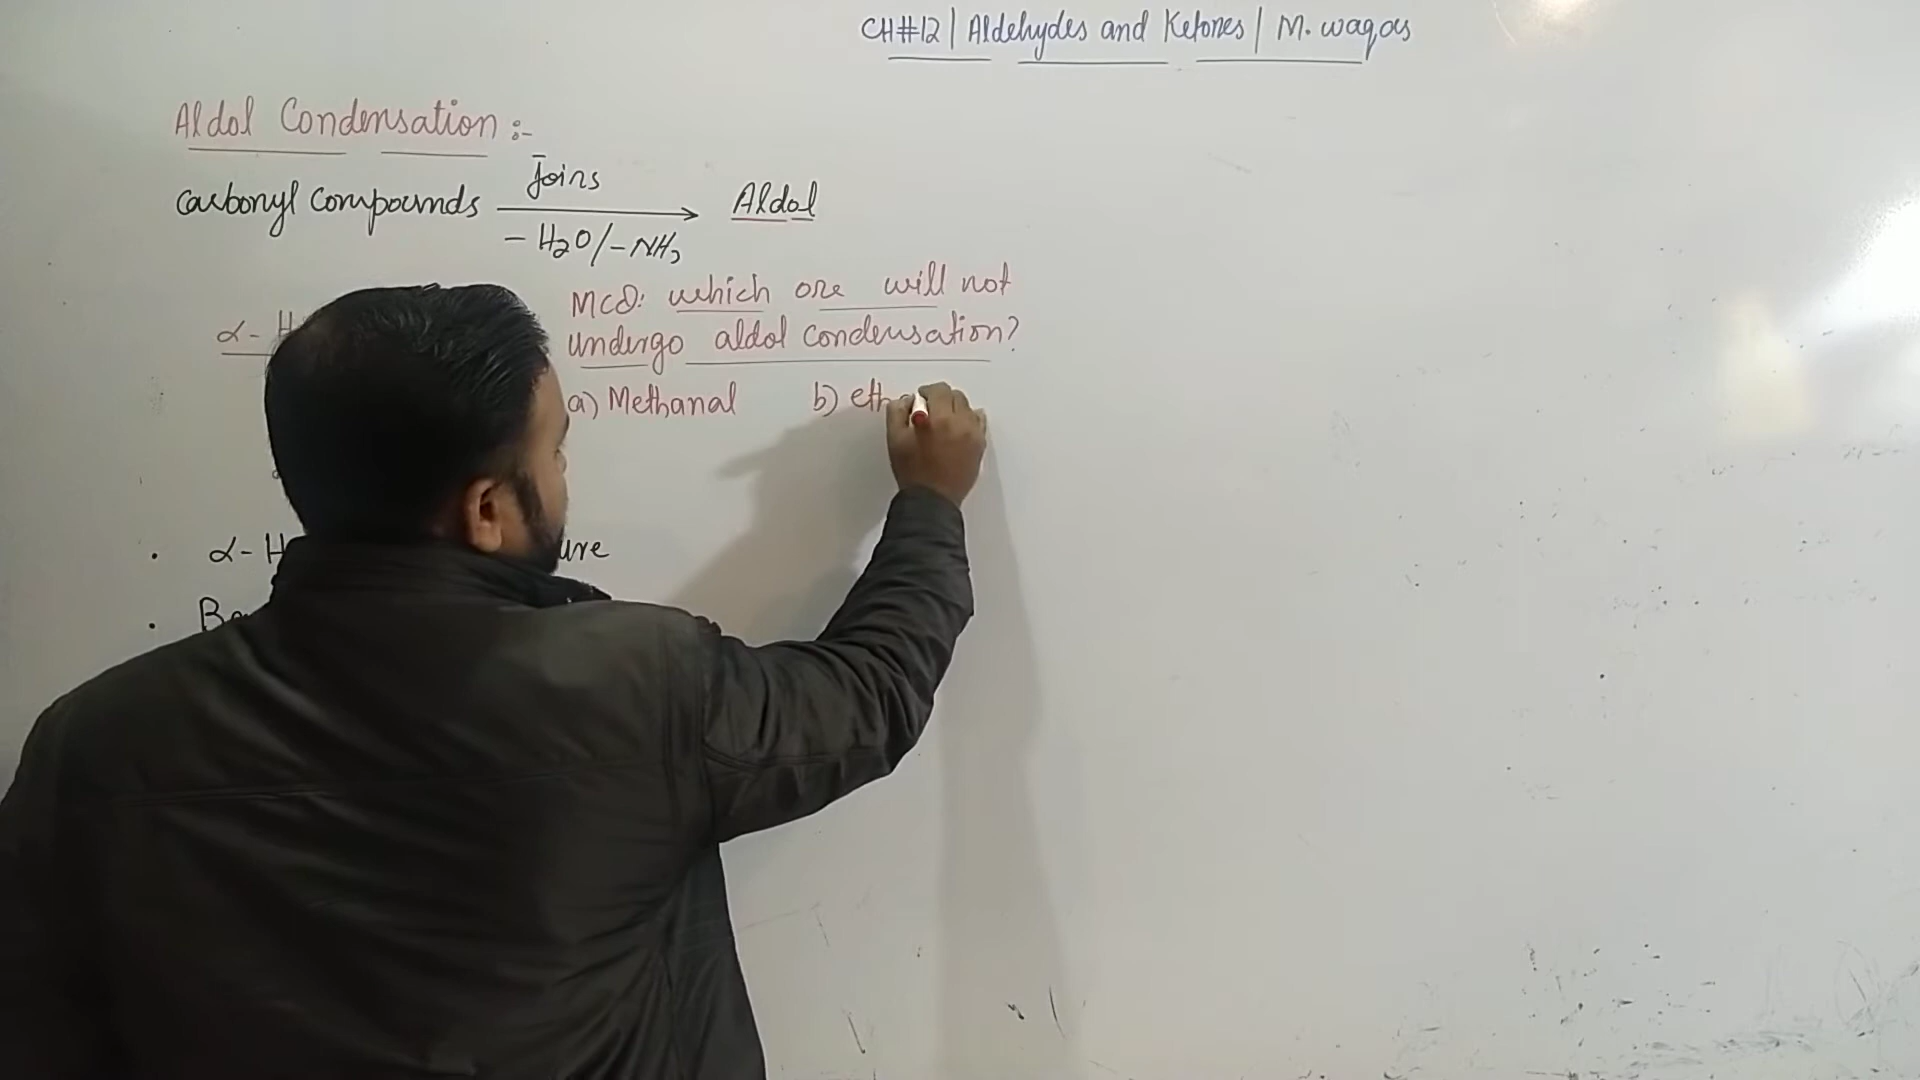 CH#12 | Aldehydes and Ketones | M. waqas
Aldol Condensation :-
Carbonyl Compounds Joins Aldol
- H2O/-NH3
MCQ: which one will not
α- H
undergo aldol condensation?
a) Methanal b) eth
. α- H ure
. Ba